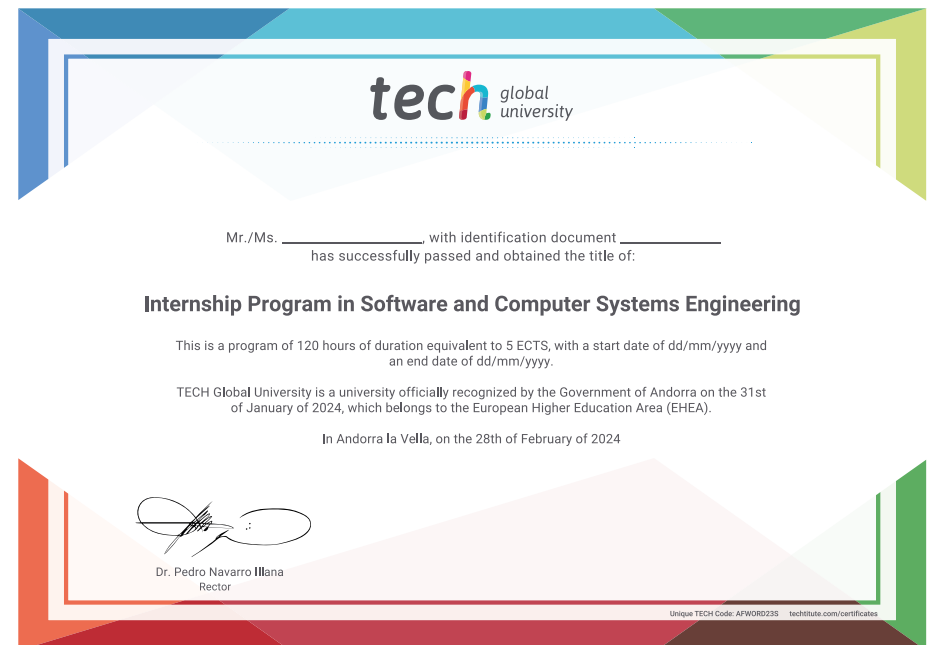 tech global
university
Mr./Ms. ____________________, with identification document ______________
has successfully passed and obtained the title of:
Internship Program in Software and Computer Systems Engineering
This is a program of 120 hours of duration equivalent to 5 ECTS, with a start date of dd/mm/yyyy and
an end date of dd/mm/yyyy.
TECH Global University is a university officially recognized by the Government of Andorra on the 31st
of January of 2024, which belongs to the European Higher Education Area (EHEA).
In Andorra la Vella, on the 28th of February of 2024
Dr. Pedro Navarro Illana
Rector
Unique TECH Code: AFWORD23S techtitute.com/certificates